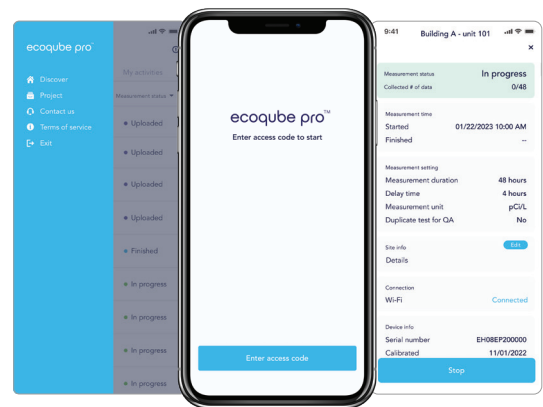 ecoqube pro
Discover
Project
Contact us
Terms of service
Exit
My activities
Measurement status
Uploaded
Uploaded
Uploaded
Uploaded
Finished
In progress
In progress
In progress
In progress
ecoqube pro™
Enter access code to start
Enter access code
9:41
Building A - unit 101
×
Measurement status In progress
Collected # of data 0/48
Measurement time
Started 01/22/2023 10:00 AM
Finished --
Measurement setting
Measurement duration 48 hours
Delay time 4 hours
Measurement unit pCi/L
Duplicate test for QA No
Site info Edit
Details
Connection
Wi-Fi Connected
Device info
Serial number EH08EP200000
Calibrated 11/01/2022
Stop